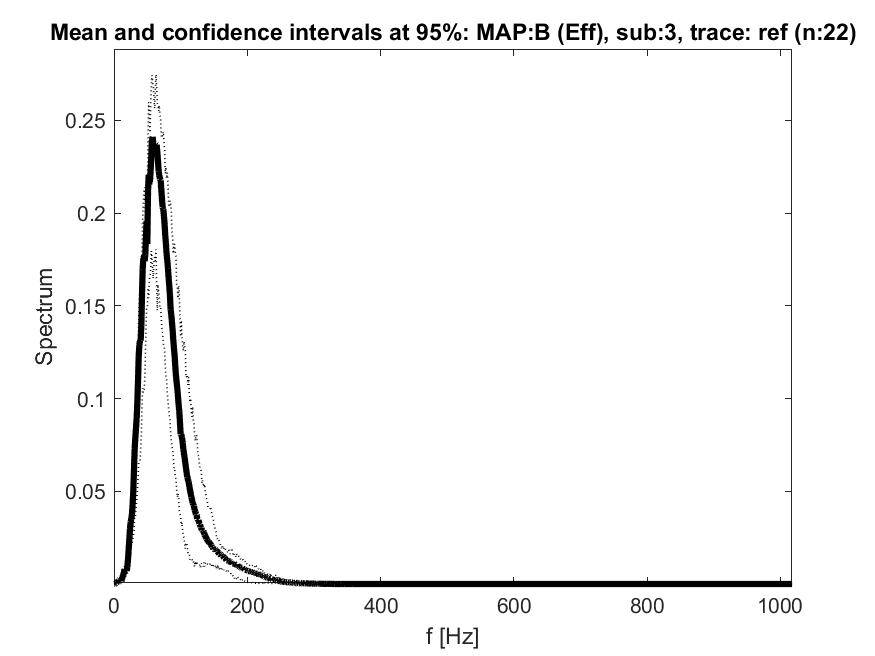 Mean and confidence intervals at 95%: MAP:B (Eff), sub:3, trace: ref (n:22)
0.25
0.2
0.15
0.1
0.05
Spectrum
0 200 400 600 800 1000
f [Hz]